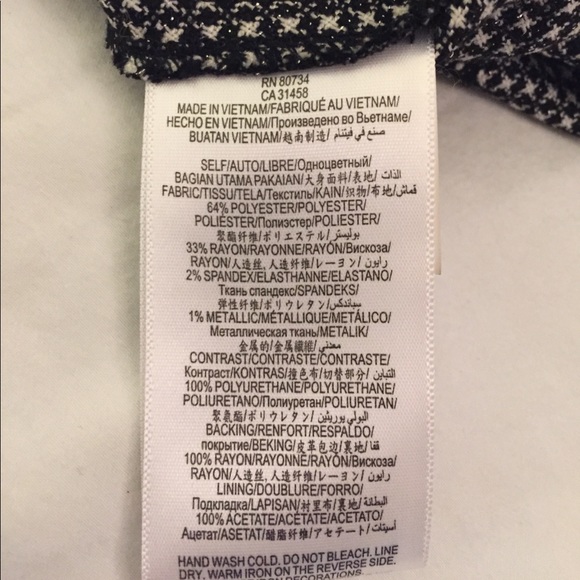 RN 80734
CA 31458
MADE IN VIETNAM/FABRIQUÉ AU VIETNAM/
HECHO EN VIETNAM/Произведено во Вьетнаме/
BUATAN VIETNAM/越南制造/ صنع في فيتنام
SELF/AUTO/LIBRE/Одноцветный/
BAGIAN UTAMA PAKAIAN/大身面料/表地/ الذات
FABRIC/TISSU/TELA/Текстиль/KAIN/织物/布地/ قماش
64% POLYESTER/POLYESTER/
POLIÉSTER/Полиэстер/POLIESTER/
聚酯纤维/ポリエステル/ بوليستر
33% RAYON/RAYONNE/RAYÓN/Вискоза/
RAYON/人造丝, 人造纤维/レーヨン/ رايون
2% SPANDEX/ELASTHANNE/ELASTANO/
Ткань спандекс/SPANDEKS/
弹性纤维/ポリウレタン/ سباندكس
1% METALLIC/MÉTALLIQUE/METÁLICO/
Металлическая ткань/METALIK/
金属的/金属繊維/ معدني
CONTRAST/CONTRASTE/CONTRASTE/
Контраст/KONTRAS/撞色布/切替部分/ التباين
100% POLYURETHANE/POLYURÉTHANE/
POLIURETANO/Полиуретан/POLIURETAN/
聚氨酯/ポリウレタン/ البولي يوريثين
BACKING/RENFORT/RESPALDO/
покрытие/BEKING/皮革包边/裏地/ قفا
100% RAYON/RAYONNE/RAYÓN/Вискоза/
RAYON/人造丝, 人造纤维/レーヨン/ رايون
LINING/DOUBLURE/FORRO/
Подкладка/LAPISAN/衬里布/裏地/ البطانة
100% ACETATE/ACÉTATE/ACETATO/
Ацетат/ASETAT/醋酯纤维/アセテート/ أسيتات
HAND WASH COLD. DO NOT BLEACH. LINE
DRY. WARM IRON ON THE REVERSE SIDE.
DECORATIONS